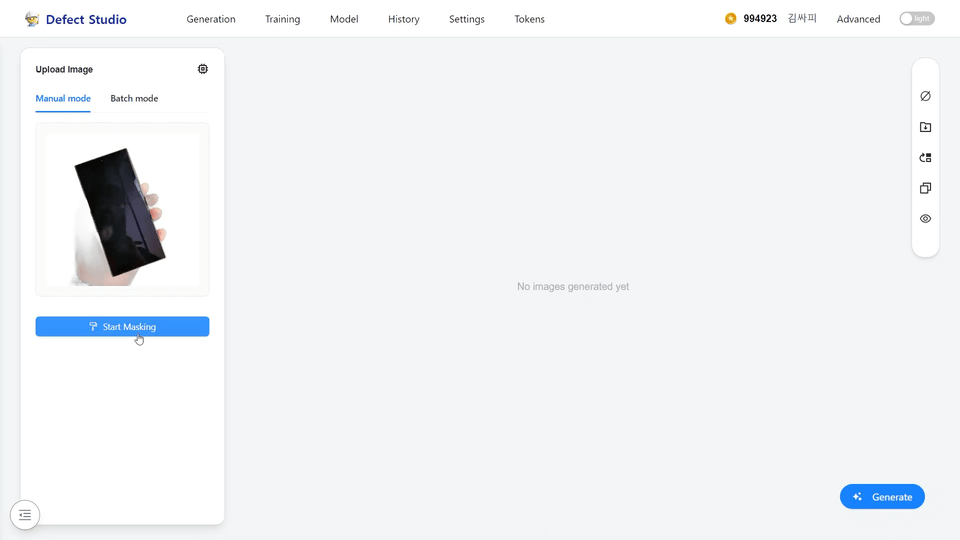 Defect Studio
Generation
Training
Model
History
Settings
Tokens
994923
김싸피
Advanced
light
Upload Image
Manual mode
Batch mode
Start Masking
No images generated yet
Generate